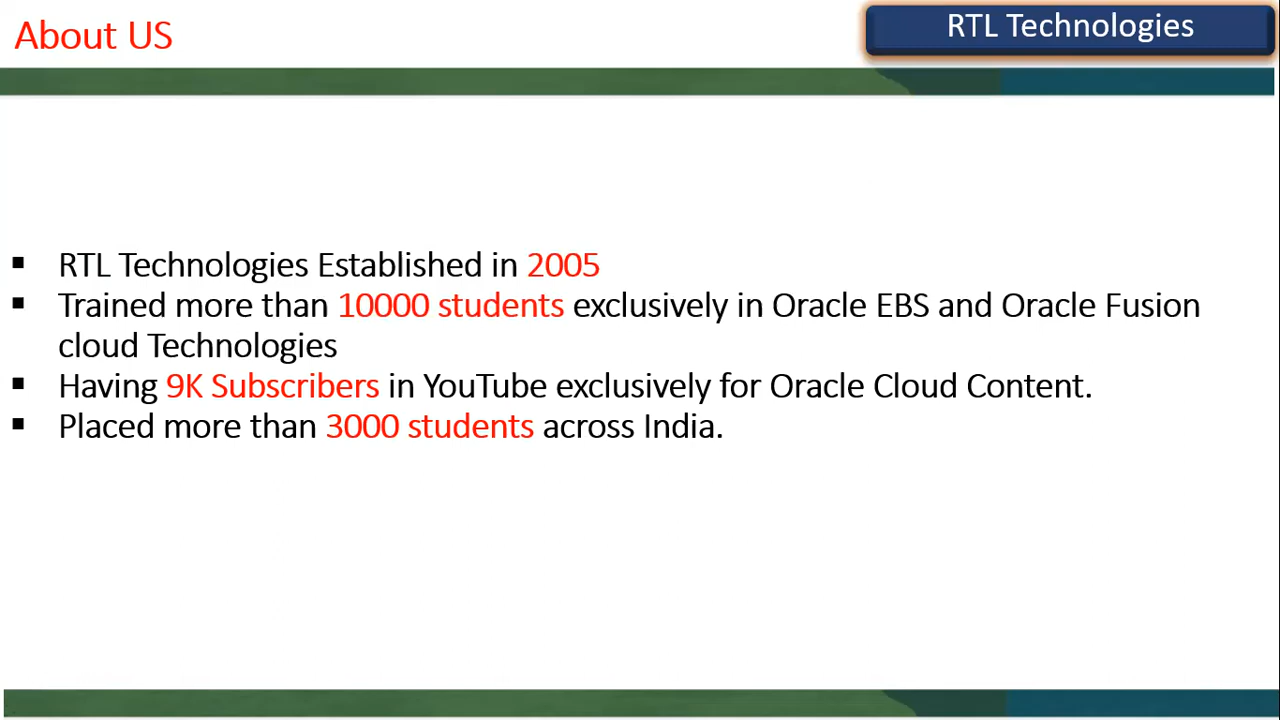 About US
RTL Technologies
▪ RTL Technologies Established in 2005
▪ Trained more than 10000 students exclusively in Oracle EBS and Oracle Fusion
cloud Technologies
▪ Having 9K Subscribers in YouTube exclusively for Oracle Cloud Content.
▪ Placed more than 3000 students across India.